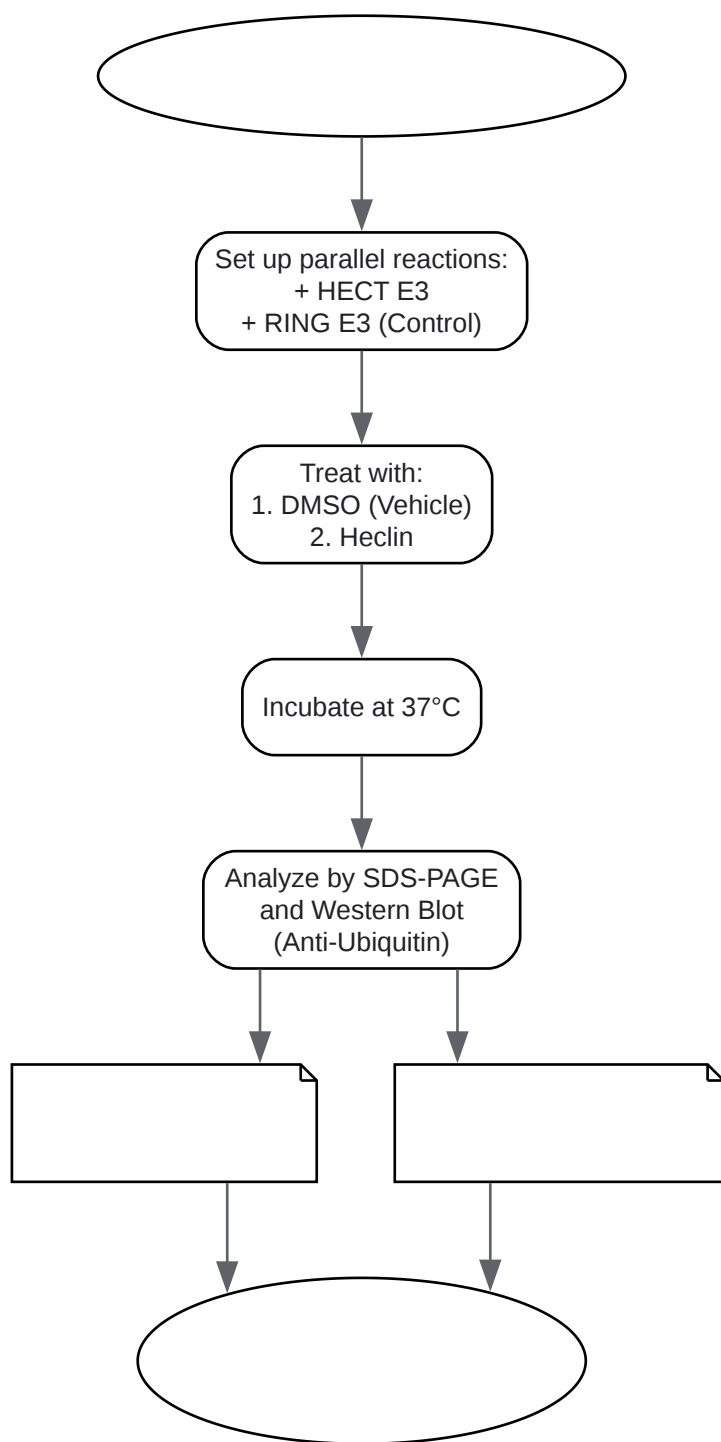 Set up parallel reactions:
+ HECT E3
+ RING E3 (Control)
Treat with:
1. DMSO (Vehicle)
2. Heclin
Incubate at 37°C
Analyze by SDS-PAGE
and Western Blot
(Anti-Ubiquitin)